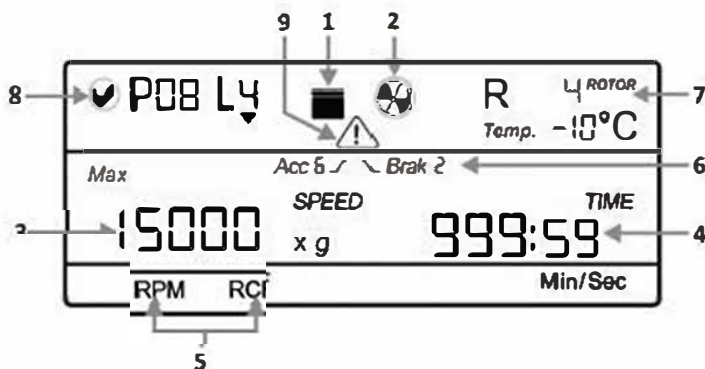 9 1 2
8 P08 L4 R 4 ROTOR 7
Temp. -10°C
Acc 6 Brak 2 6
Max
SPEED TIME
15000 x g 999:59 4
Min/Sec
RPM
5